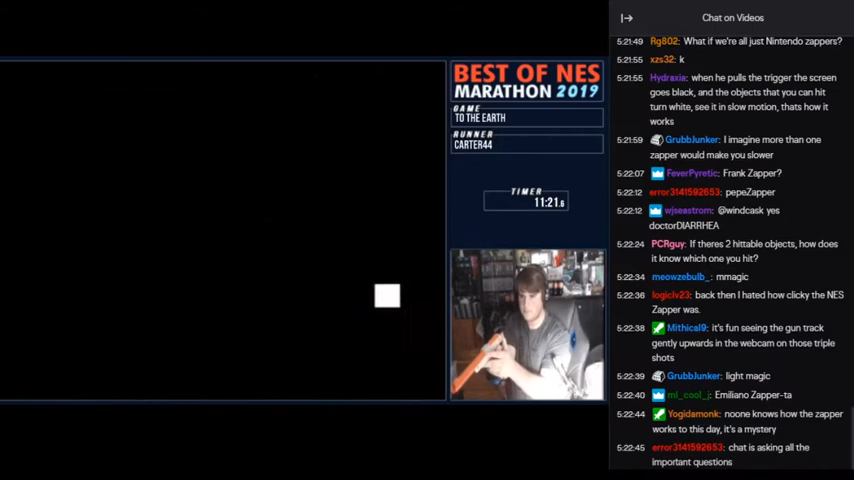 Chat on Videos
5:21:49 Rg802: What if we're all just Nintendo zappers?
5:21:55 xzs32: k
5:21:55 Hydraxia: when he pulls the trigger the screen
goes black, and the objects that you can hit
turn white, see it in slow motion, thats how it
works
5:21:59 GrubbJunker: I imagine more than one
zapper would make you slower
5:22:07 FeverPyretic: Frank Zapper?
5:22:12 error3141592653: pepeZapper
5:22:12 wjseastrom: @windcask yes
doctorDIARRHEA
5:22:24 PCRguy: If theres 2 hittable objects, how does
it know which one you hit?
5:22:34 meowzebulb_: mmagic
5:22:36 logiclv23: back then I hated how clicky the NES
Zapper was.
5:22:38 Mithical9: it's fun seeing the gun track
gently upwards in the webcam on those triple
shots
5:22:39 GrubbJunker: light magic
5:22:40 ml_cool_j: Emiliano Zapper-ta
5:22:44 Yogidamonk: noone knows how the zapper
works to this day, it's a mystery
5:22:45 error3141592653: chat is asking all the
important questions
BEST OF NES
MARATHON 2019
GAME
TO THE EARTH
RUNNER
CARTER44
TIMER
11:21.6